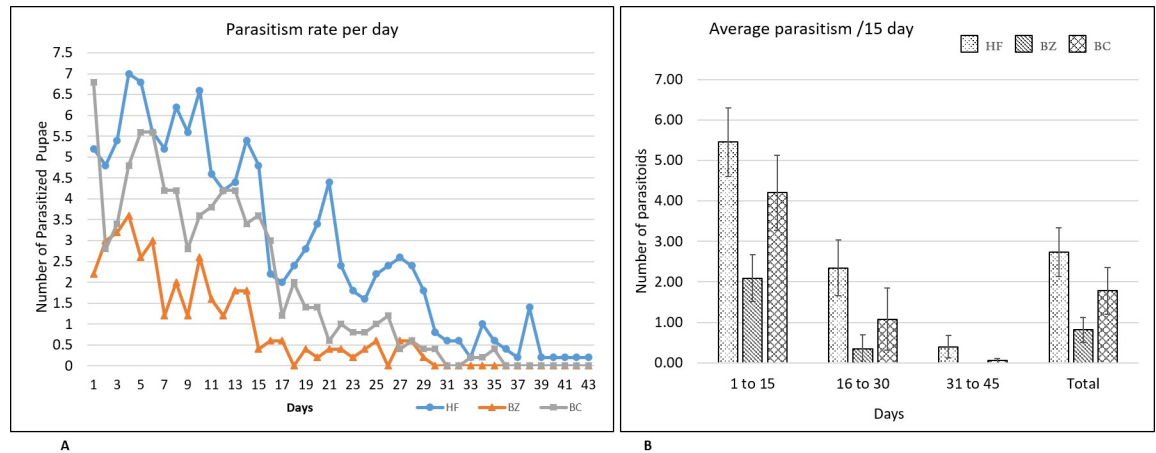 Parasitism rate per day
Number of Parasitized Pupae
7.5
7
6.5
6
5.5
5
4.5
4
3.5
3
2.5
2
1.5
1
0.5
0
1 3 5 7 9 11 13 15 17 19 21 23 25 27 29 31 33 35 37 39 41 43
Days
HF BZ BC
A
Average parasitism /15 day
HF BZ BC
Number of parasitoids
7.00
6.00
5.00
4.00
3.00
2.00
1.00
0.00
1 to 15 16 to 30 31 to 45 Total
Days
B